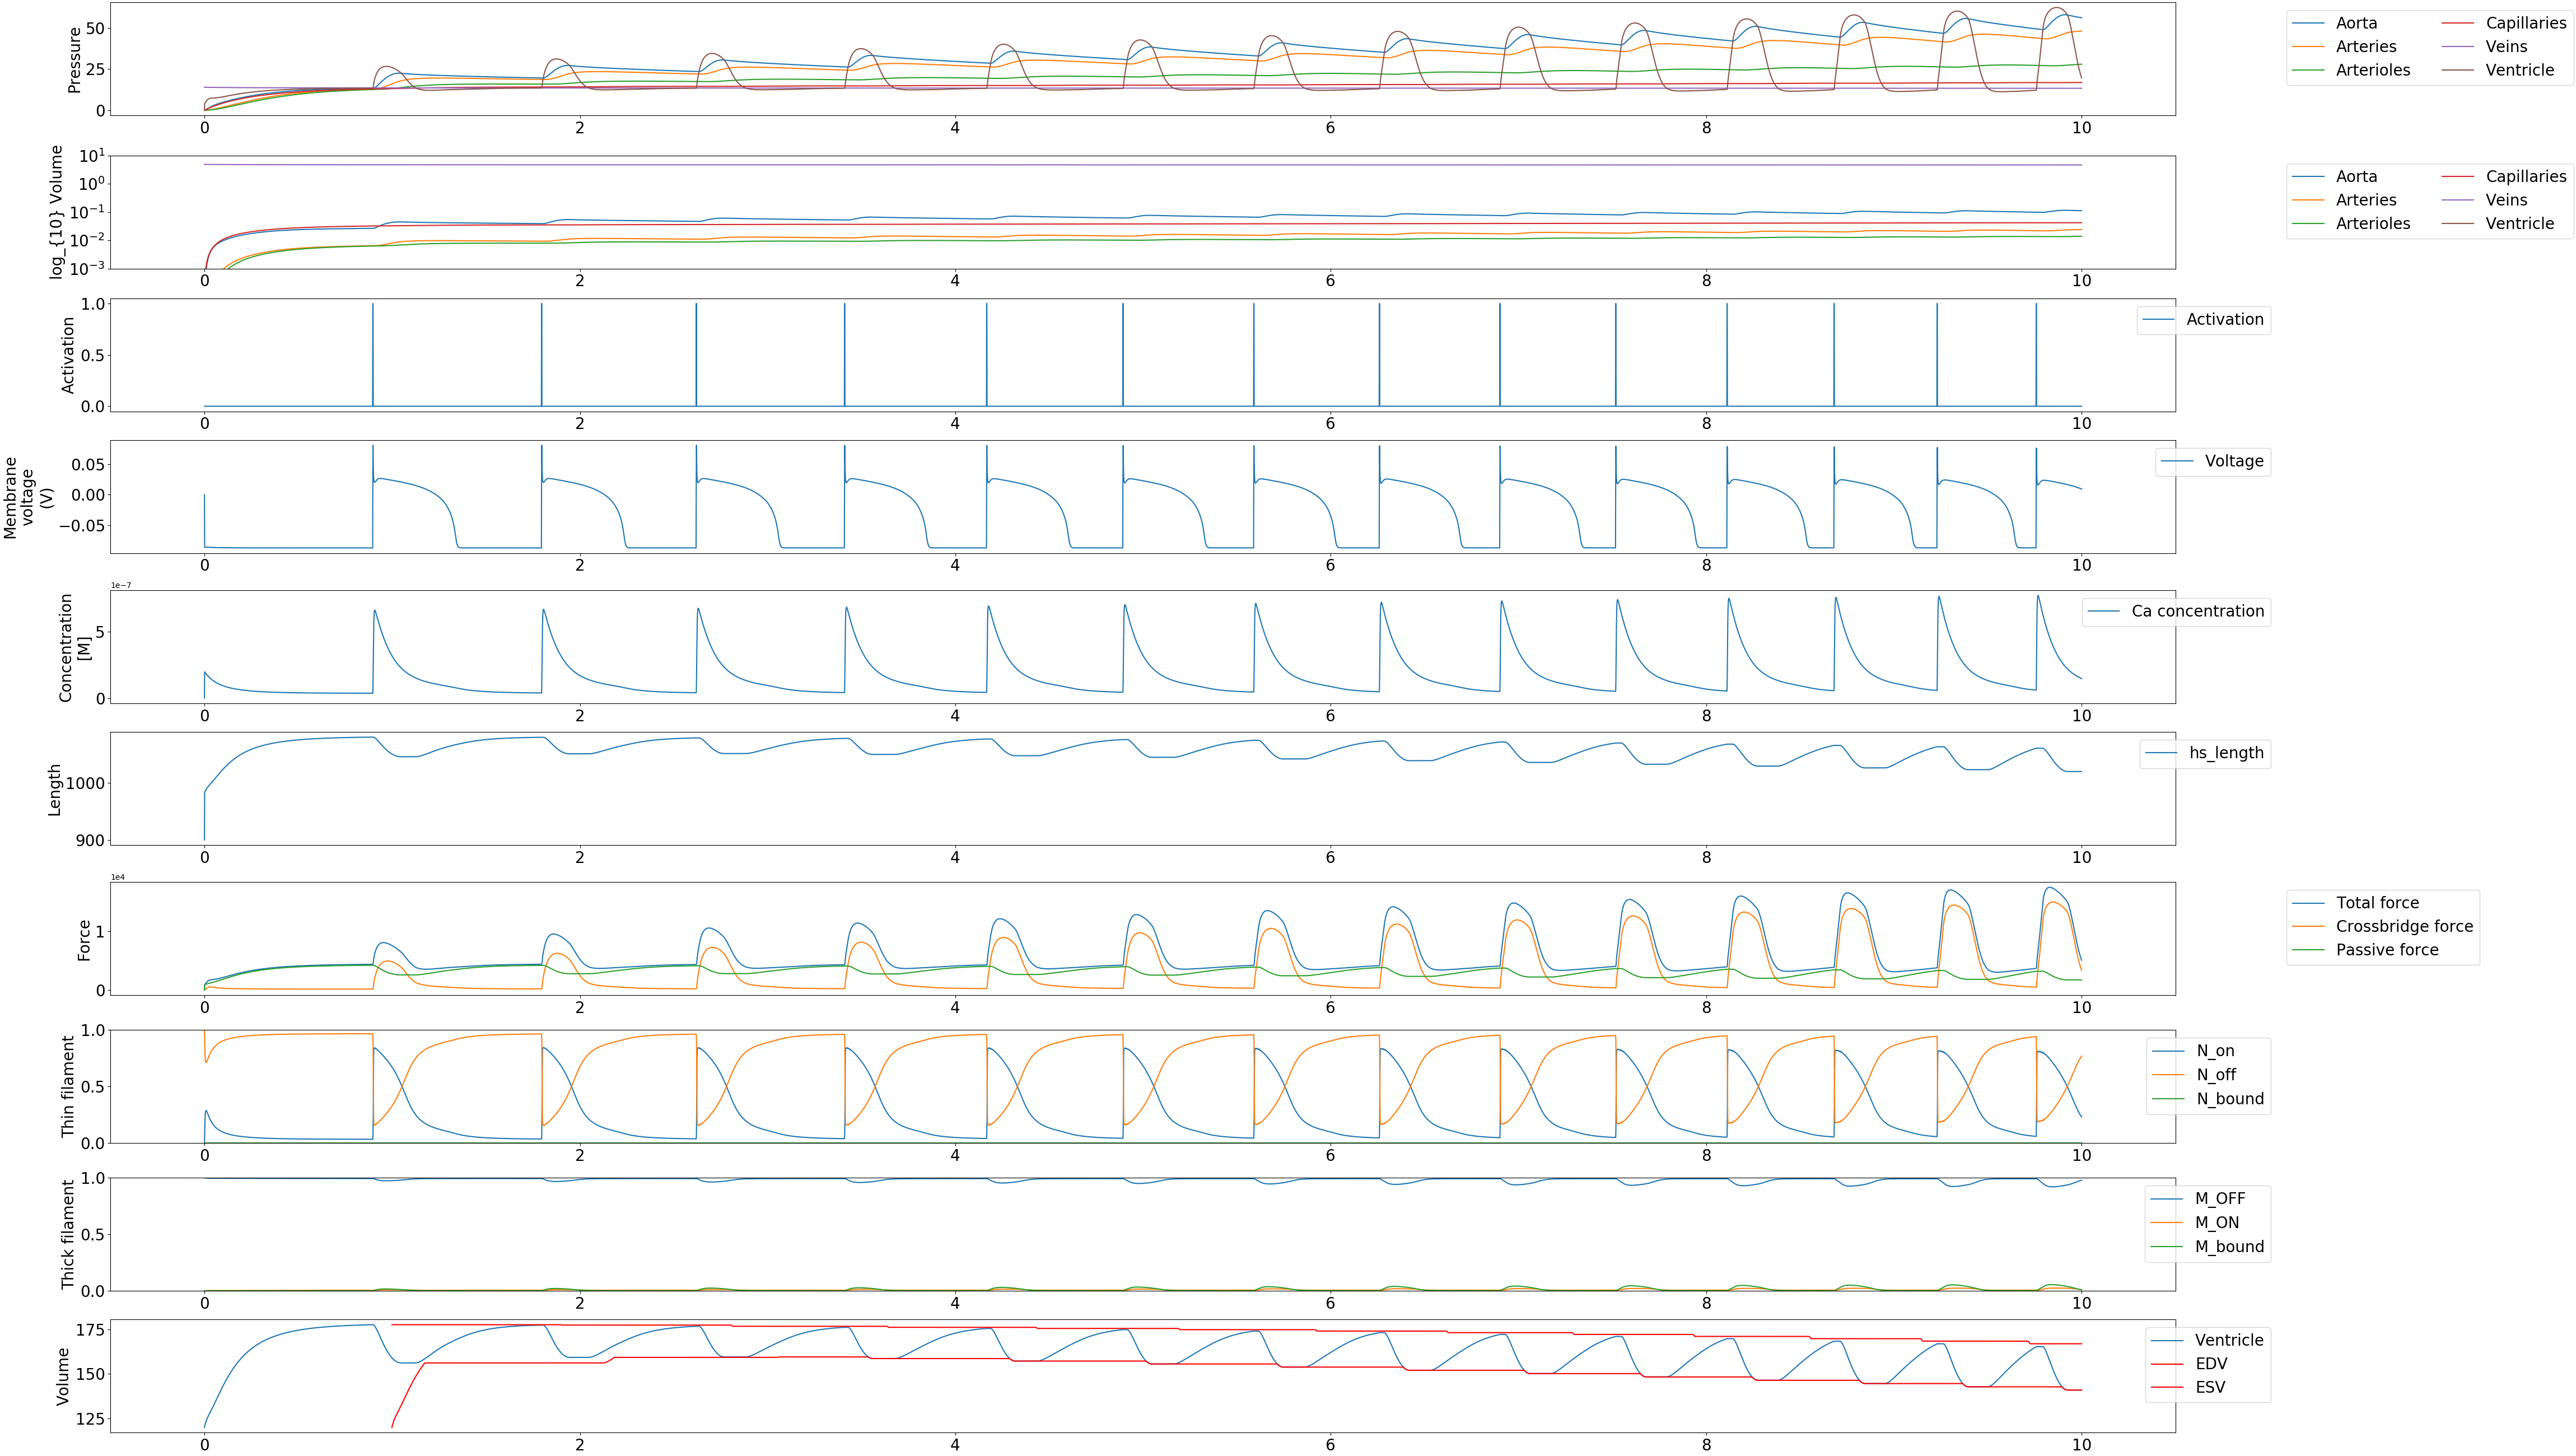 Pressure
50
25
0
0 2 4 6 8 10
Aorta Capillaries
Arteries Veins
Arterioles Ventricle
log_{10} Volume
10¹
10⁰
10⁻¹
10⁻²
10⁻³
0 2 4 6 8 10
Aorta Capillaries
Arteries Veins
Arterioles Ventricle
Activation
1.0
0.5
0.0
0 2 4 6 8 10
Activation
Membrane
voltage
(V)
0.05
0.00
−0.05
0 2 4 6 8 10
Voltage
1e−7
Concentration
[M]
5
0
0 2 4 6 8 10
Ca concentration
Length
1000
900
0 2 4 6 8 10
hs_length
1e4
Force
1
0
0 2 4 6 8 10
Total force
Crossbridge force
Passive force
Thin filament
1.0
0.5
0.0
0 2 4 6 8 10
N_on
N_off
N_bound
Thick filament
1.0
0.5
0.0
0 2 4 6 8 10
M_OFF
M_ON
M_bound
Volume
175
150
125
0 2 4 6 8 10
Ventricle
EDV
ESV